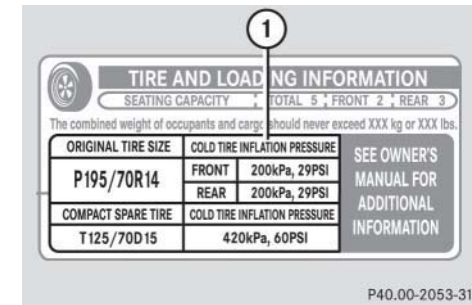 1
TIRE AND LOADING INFORMATION
SEATING CAPACITY TOTAL 5 FRONT 2 REAR 3
The combined weight of occupants and cargo should never exceed XXX kg or XXX lbs.
ORIGINAL TIRE SIZE COLD TIRE INFLATION PRESSURE SEE OWNER'S
P195/70R14 FRONT 200kPa, 29PSI MANUAL FOR
REAR 200kPa, 29PSI ADDITIONAL
COMPACT SPARE TIRE COLD TIRE INFLATION PRESSURE INFORMATION
T125/70D15 420kPa, 60PSI
P40.00-2053-31